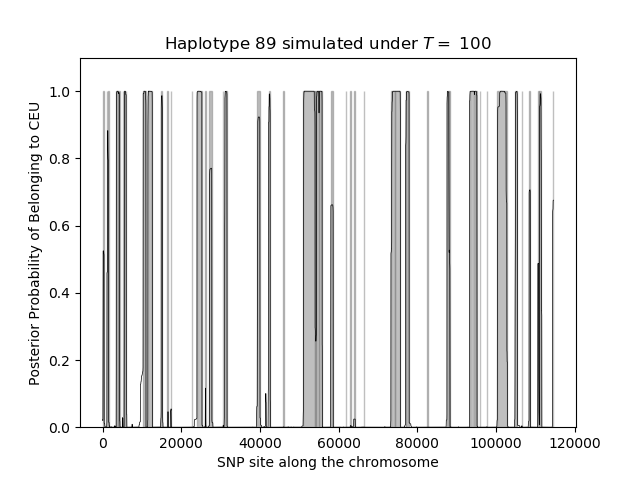 Haplotype 89 simulated under T = 100
Posterior Probability of Belonging to CEU
1.0
0.8
0.6
0.4
0.2
0.0
0 20000 40000 60000 80000 100000 120000
SNP site along the chromosome